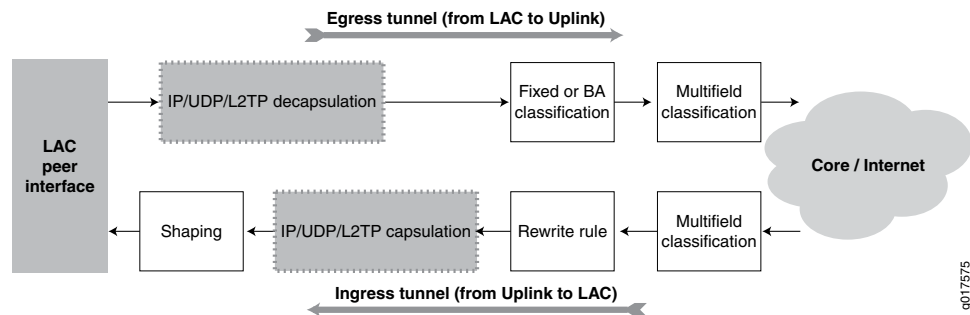 Egress tunnel (from LAC to Uplink)
LAC
peer
interface
IP/UDP/L2TP decapsulation
Fixed or BA
classification
Multifield
classification
Core / Internet
Shaping
IP/UDP/L2TP capsulation
Rewrite rule
Multifield
classification
Ingress tunnel (from Uplink to LAC)
g017575